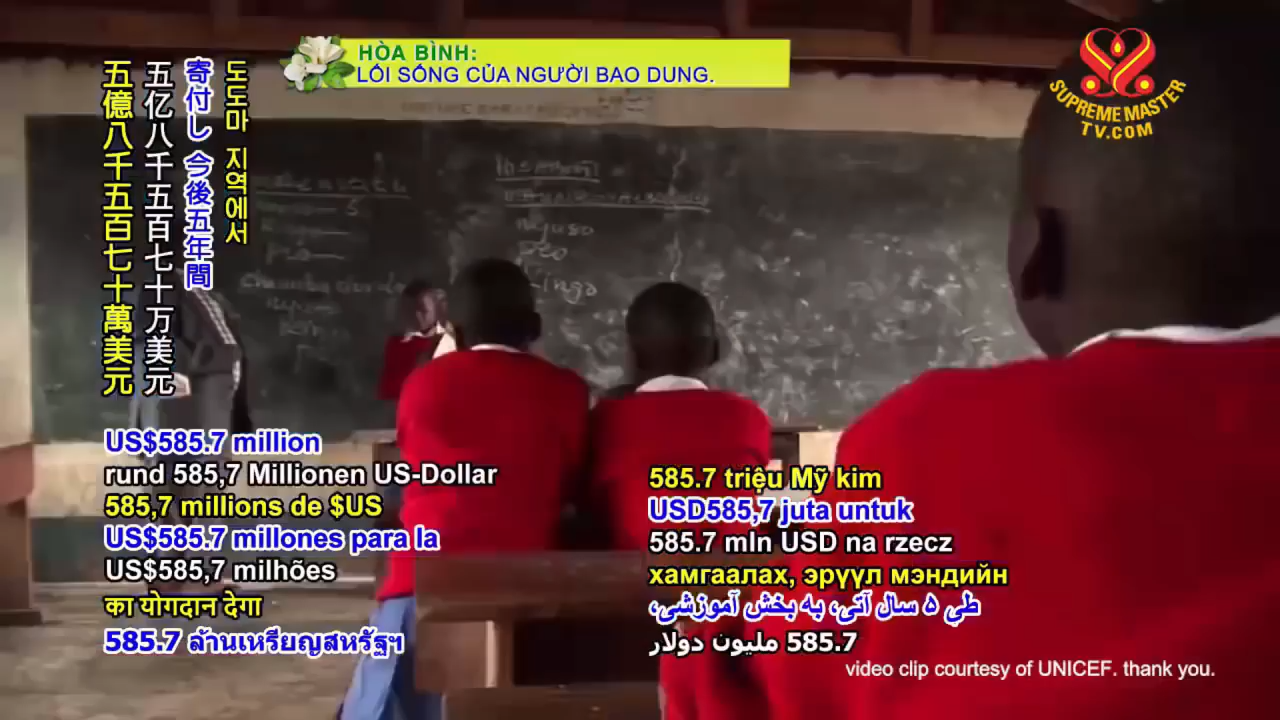 HÒA BÌNH:
LỐI SỐNG CỦA NGƯỜI BAO DUNG.
SUPREME MASTER
TV.COM
도도마 지역에서
寄付し 今後五年間
五亿八千五百七十万美元
五億八千五百七十萬美元
US$585.7 million
rund 585,7 Millionen US-Dollar
585,7 millions de $US
US$585.7 millones para la
US$585,7 milhões
का योगदान देगा
585.7 ล้านเหรียญสหรัฐฯ
585.7 triệu Mỹ kim
USD585,7 juta untuk
585.7 mln USD na rzecz
хамгаалах, эрүүл мэндийн
طی ۵ سال آتی، به بخش آموزشی،
585.7 مليون دولار
video clip courtesy of UNICEF. thank you.